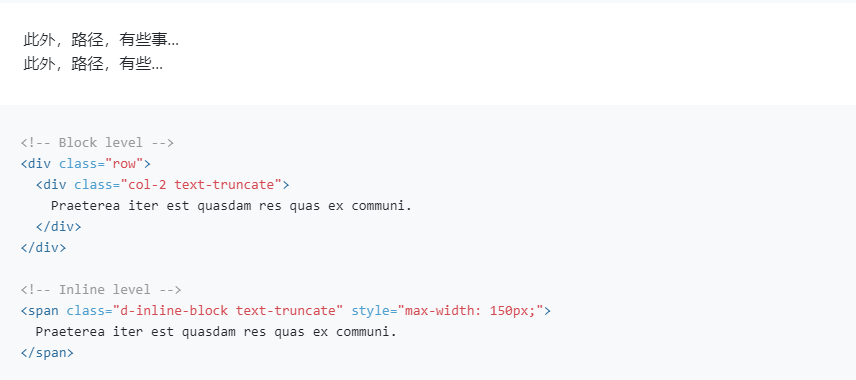 此外，路径，有些事...
此外，路径，有些...
<!-- Block level -->
<div class="row">
  <div class="col-2 text-truncate">
    Praeterea iter est quasdam res quas ex communi.
  </div>
</div>

<!-- Inline level -->
<span class="d-inline-block text-truncate" style="max-width: 150px;">
  Praeterea iter est quasdam res quas ex communi.
</span>